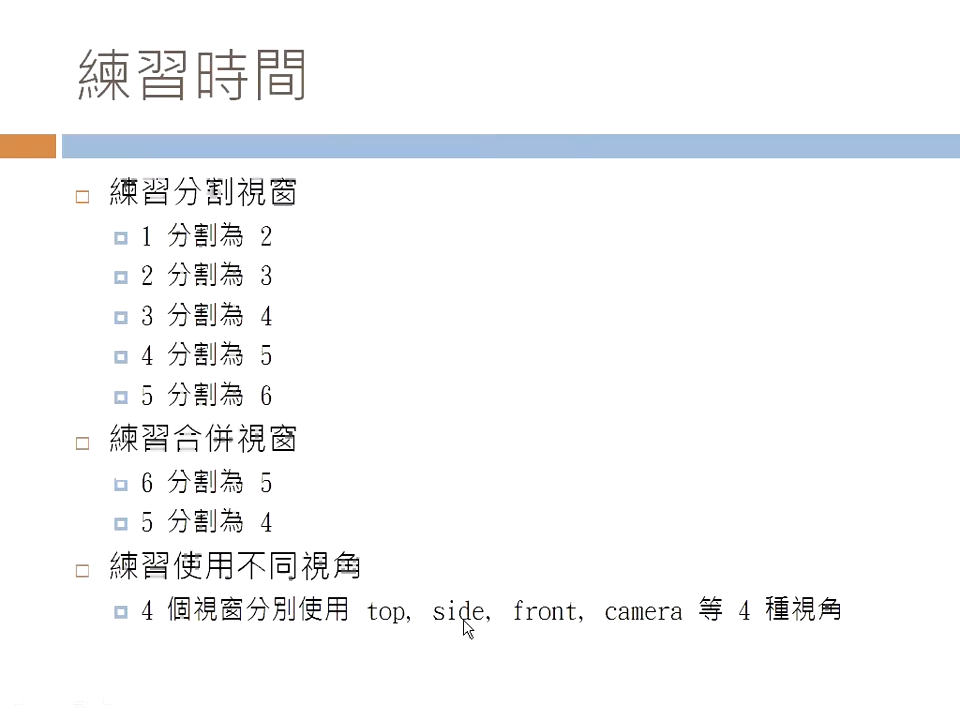 練習時間
練習分割視窗
1 分割為 2
2 分割為 3
3 分割為 4
4 分割為 5
5 分割為 6
練習合併視窗
6 分割為 5
5 分割為 4
練習使用不同視角
4 個視窗分別使用 top, side, front, camera 等 4 種視角